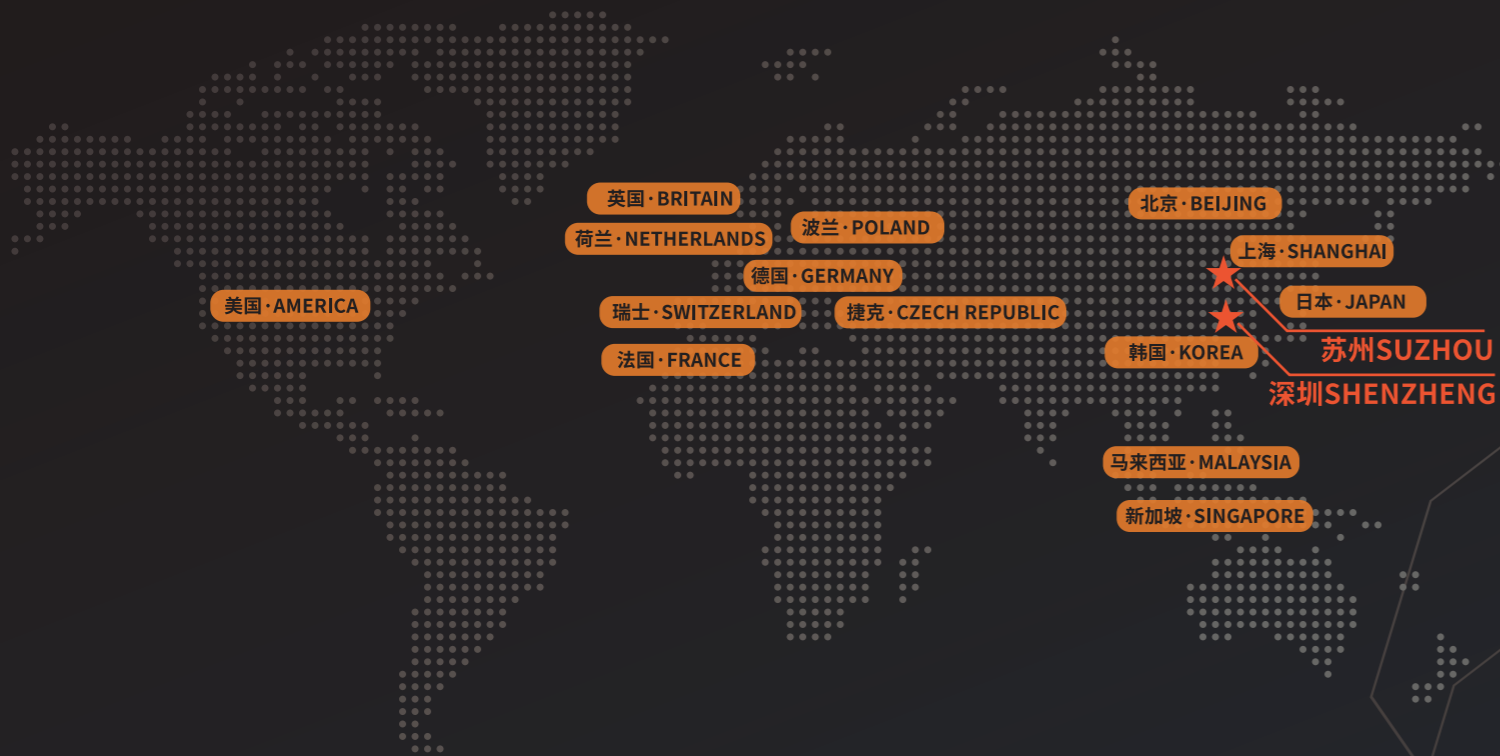 英国·BRITAIN
北京·BEIJING
波兰·POLAND
荷兰·NETHERLANDS
上海·SHANGHAI
德国·GERMANY
日本·JAPAN
美国·AMERICA
瑞士·SWITZERLAND
捷克·CZECH REPUBLIC
苏州SUZHOU
韩国·KOREA
法国·FRANCE
深圳SHENZHENG
马来西亚·MALAYSIA
新加坡·SINGAPORE